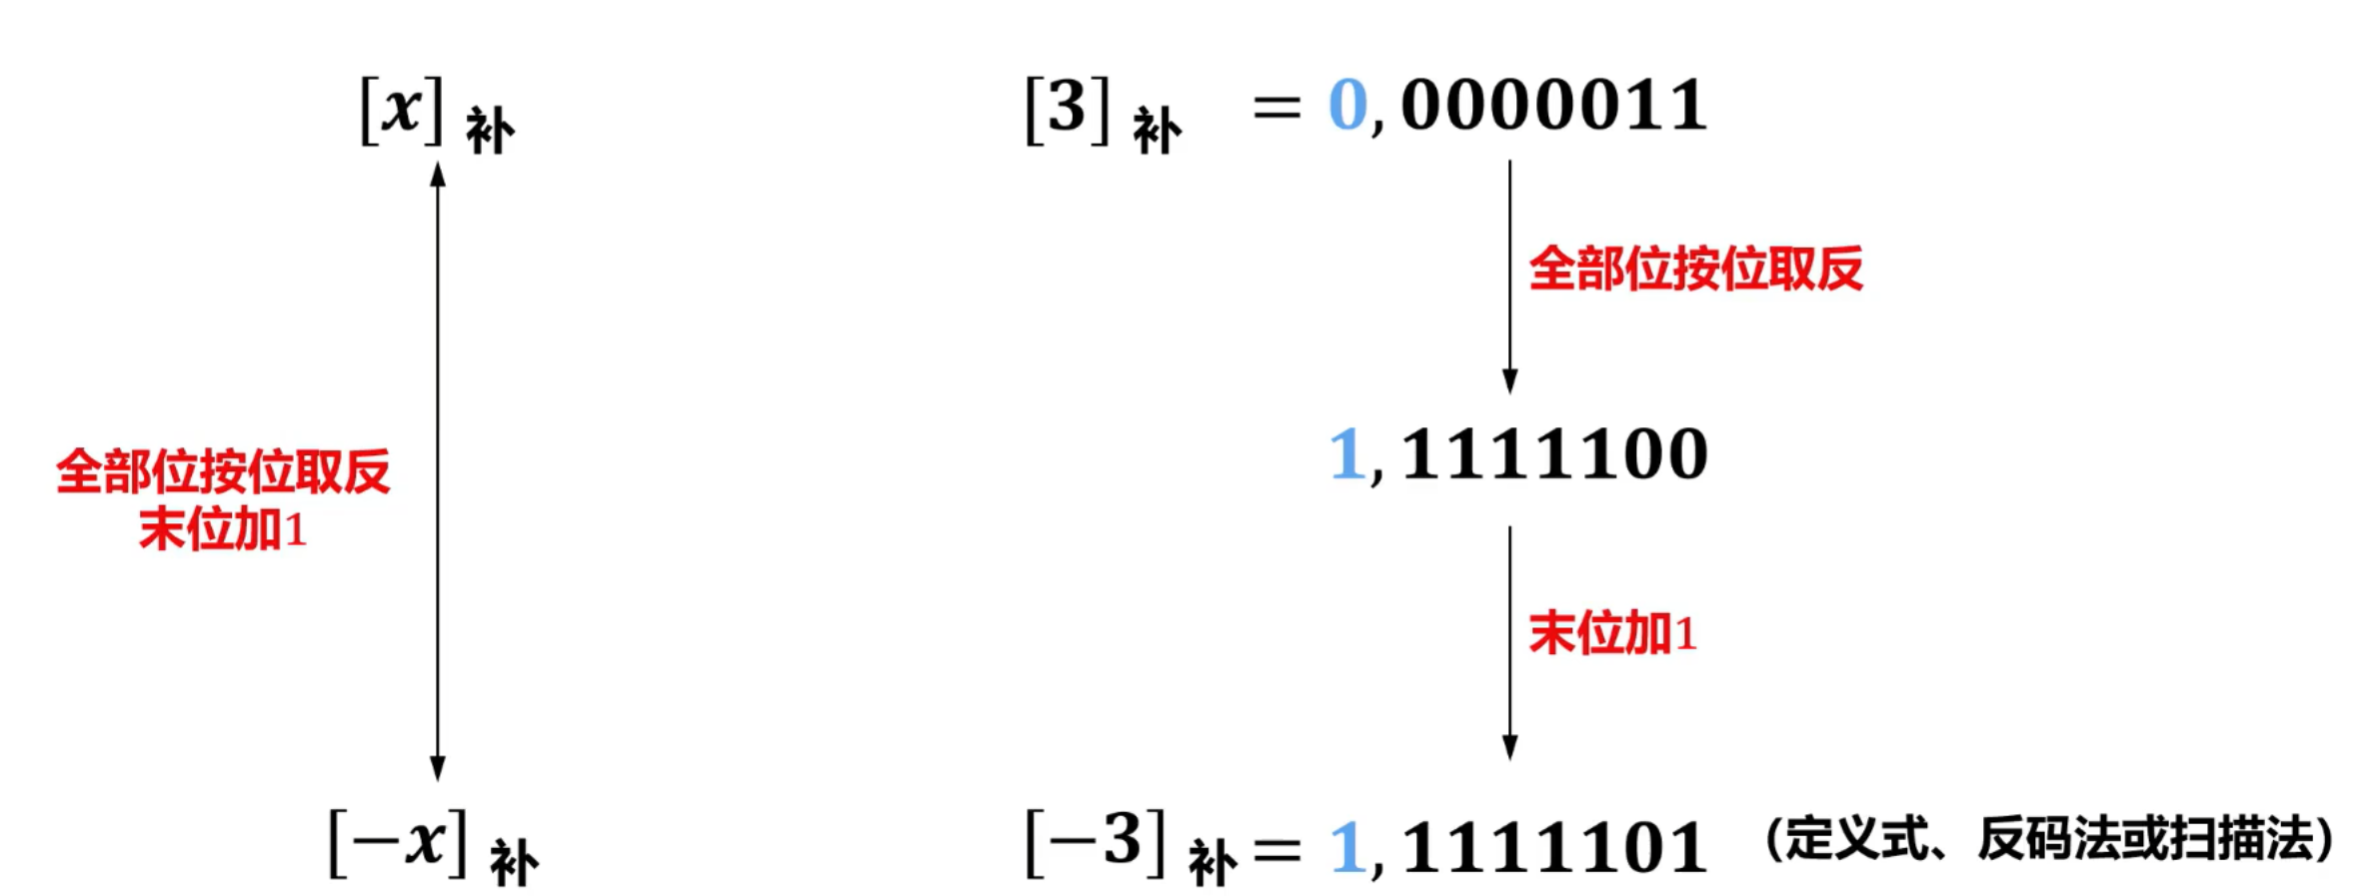 [x]补
[3]补 = 0,0000011
全部位按位取反
1,1111100
全部位按位取反
末位加1
末位加1
[−x]补
[−3]补 = 1,1111101 (定义式、反码法或扫描法)